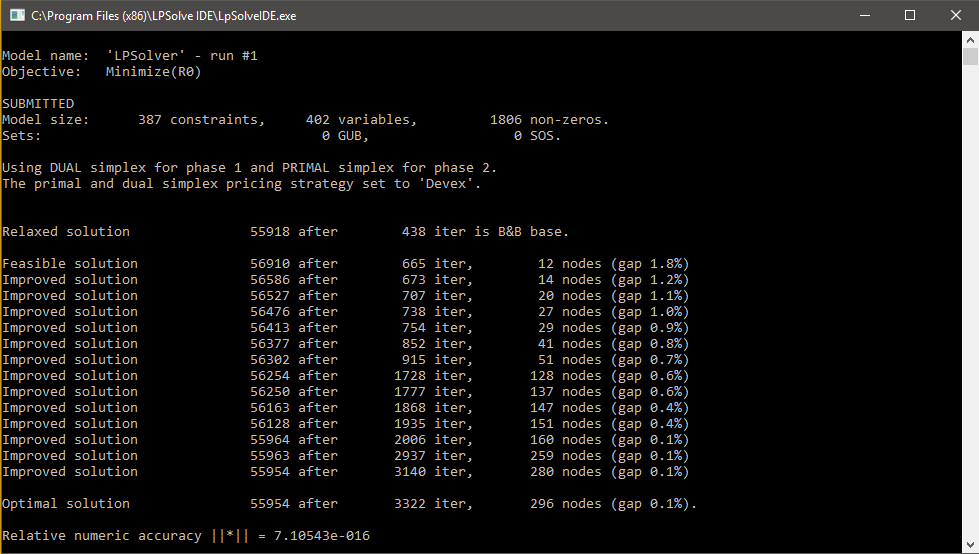 C:\Program Files (x86)\LPSolve IDE\LpSolveIDE.exe
Model name:  'LPSolver' - run #1
Objective:   Minimize(R0)
SUBMITTED
Model size:      387 constraints,     402 variables,         1806 non-zeros.
Sets:                                   0 GUB,                  0 SOS.
Using DUAL simplex for phase 1 and PRIMAL simplex for phase 2.
The primal and dual simplex pricing strategy set to 'Devex'.
Relaxed solution               55918 after        438 iter is B&B base.
Feasible solution              56910 after        665 iter,        12 nodes (gap 1.8%)
Improved solution              56586 after        673 iter,        14 nodes (gap 1.2%)
Improved solution              56527 after        707 iter,        20 nodes (gap 1.1%)
Improved solution              56476 after        738 iter,        27 nodes (gap 1.0%)
Improved solution              56413 after        754 iter,        29 nodes (gap 0.9%)
Improved solution              56377 after        852 iter,        41 nodes (gap 0.8%)
Improved solution              56302 after        915 iter,        51 nodes (gap 0.7%)
Improved solution              56254 after       1728 iter,       128 nodes (gap 0.6%)
Improved solution              56250 after       1777 iter,       137 nodes (gap 0.6%)
Improved solution              56163 after       1868 iter,       147 nodes (gap 0.4%)
Improved solution              56128 after       1935 iter,       151 nodes (gap 0.4%)
Improved solution              55964 after       2006 iter,       160 nodes (gap 0.1%)
Improved solution              55963 after       2937 iter,       259 nodes (gap 0.1%)
Improved solution              55954 after       3140 iter,       280 nodes (gap 0.1%)
Optimal solution               55954 after       3322 iter,       296 nodes (gap 0.1%).
Relative numeric accuracy ||*|| = 7.10543e-016